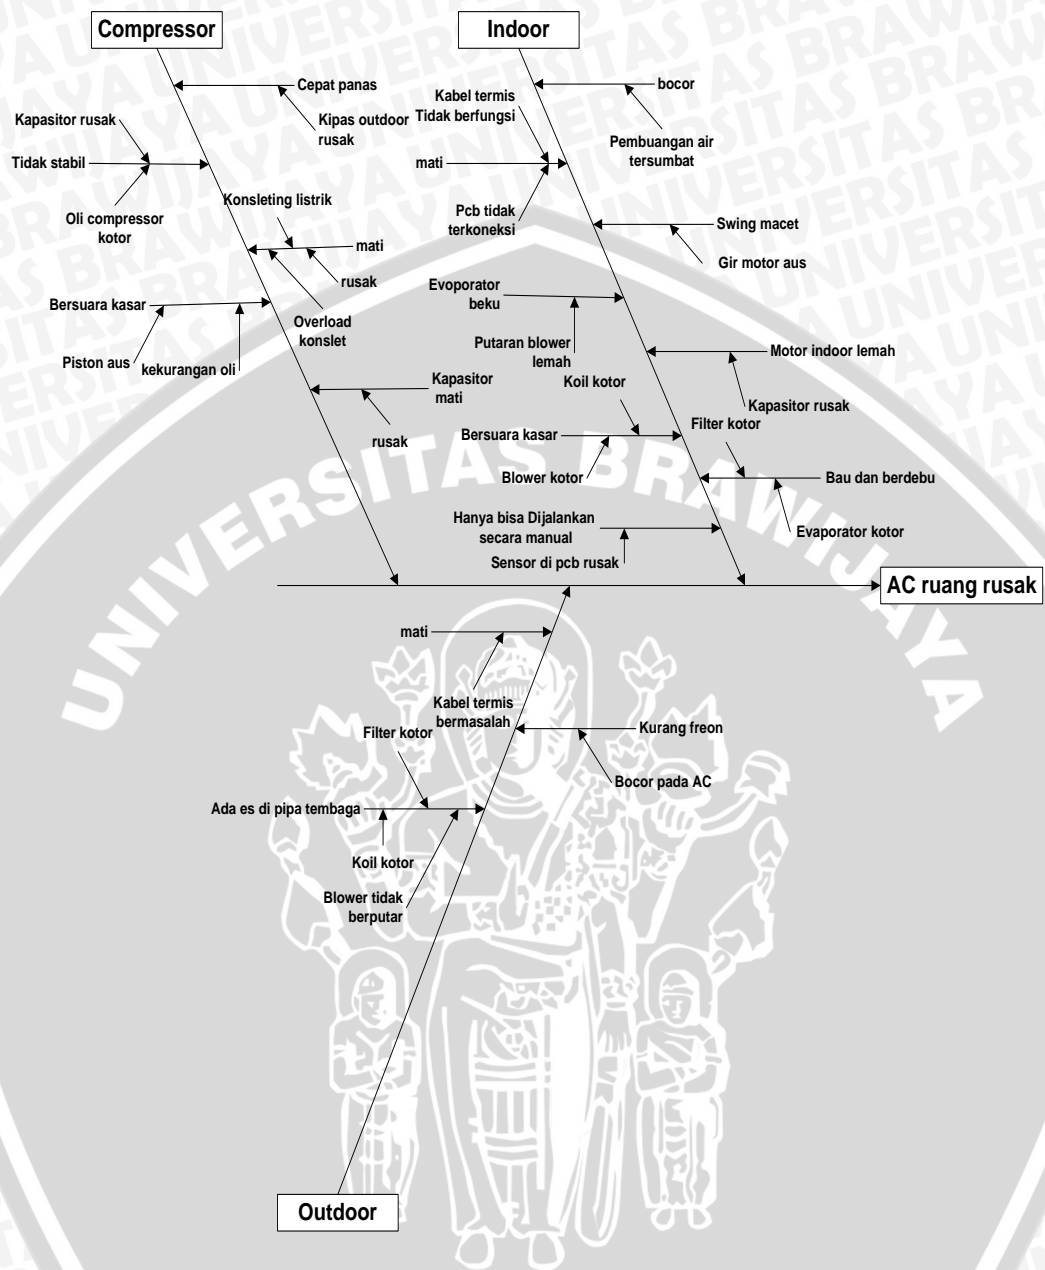 Compressor
Indoor
Cepat panas
Kipas outdoor
rusak
Kapasitor rusak
Tidak stabil
Oli compressor
kotor
Konsleting listrik
mati
rusak
Overload
konslet
Bersuara kasar
Piston aus
kekurangan oli
Kapasitor
mati
rusak
bocor
Pembuangan air
tersumbat
Kabel termis
Tidak berfungsi
mati
Pcb tidak
terkoneksi
Swing macet
Gir motor aus
Evoporator
beku
Putaran blower
lemah
Motor indoor lemah
Kapasitor rusak
Koil kotor
Bersuara kasar
Blower kotor
Filter kotor
Bau dan berdebu
Evaporator kotor
Hanya bisa Dijalankan
secara manual
Sensor di pcb rusak
AC ruang rusak
mati
Kabel termis
bermasalah
Kurang freon
Bocor pada AC
Filter kotor
Ada es di pipa tembaga
Koil kotor
Blower tidak
berputar
Outdoor
UNIVERSITAS BRAWIJAYA